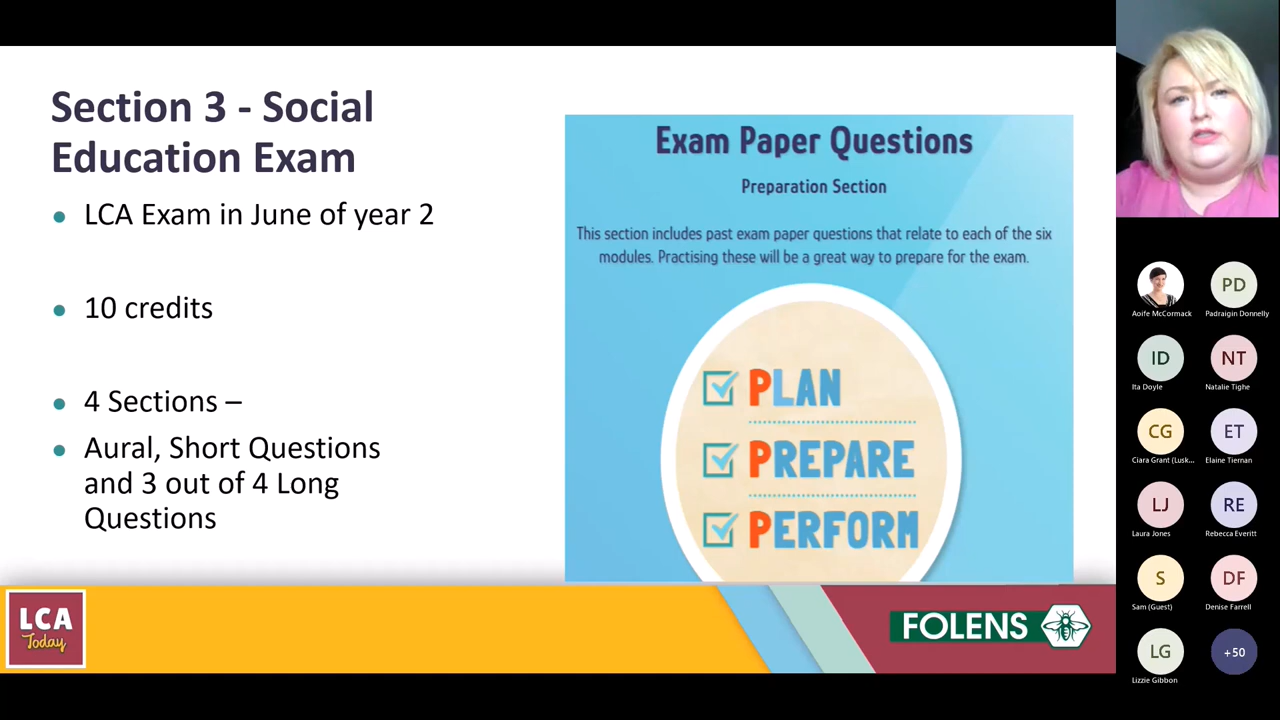 Section 3 - Social
Education Exam
• LCA Exam in June of year 2
• 10 credits
• 4 Sections –
• Aural, Short Questions
and 3 out of 4 Long
Questions
Exam Paper Questions
Preparation Section
This section includes past exam paper questions that relate to each of the six
modules. Practising these will be a great way to prepare for the exam.
PLAN
PREPARE
PERFORM
LCA
Today
FOLENS
Aoife McCormack
PD
Padraigin Donnelly
ID
Ita Doyle
NT
Natalie Tighe
CG
Ciara Grant (Lusk...
ET
Elaine Tiernan
LJ
Laura Jones
RE
Rebecca Everitt
S
Sam (Guest)
DF
Denise Farrell
LG
Lizzie Gibbon
+50